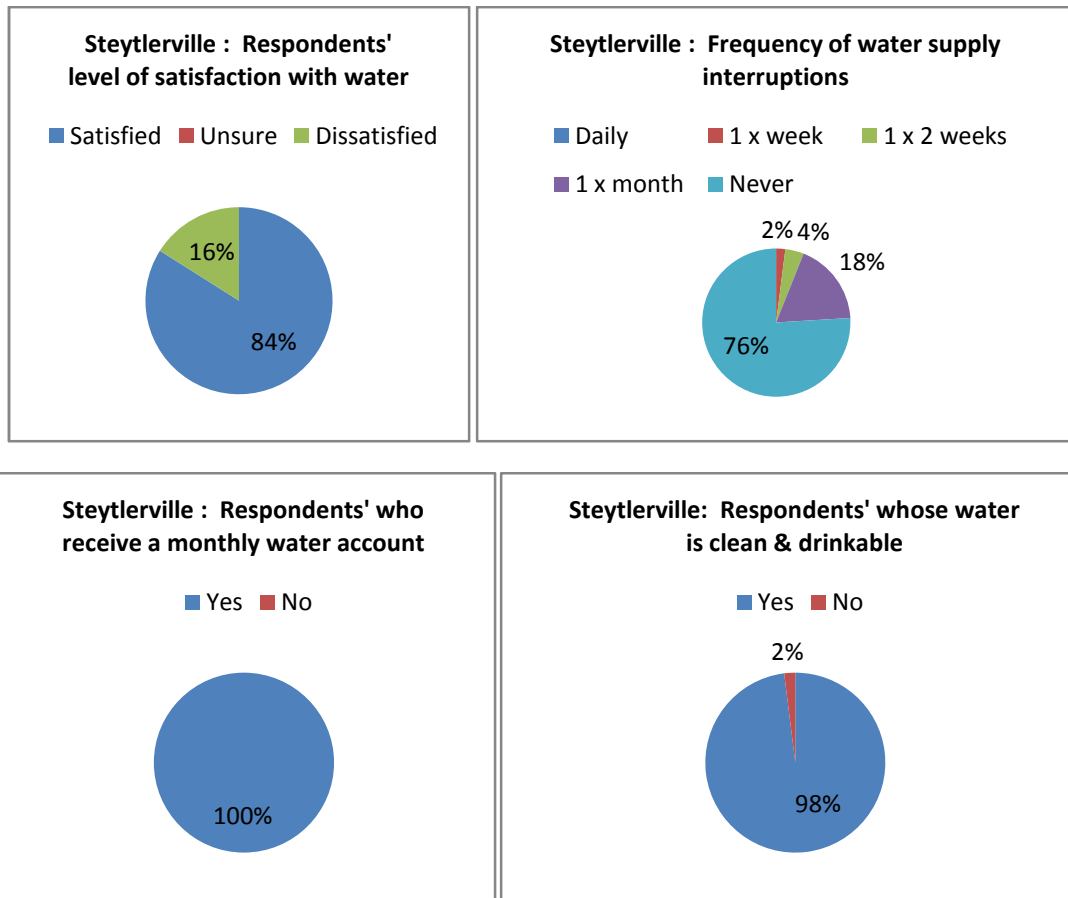 Steytlerville : Respondents'
level of satisfaction with water
Satisfied Unsure Dissatisfied
16%
84%
Steytlerville : Frequency of water supply
interruptions
Daily 1 x week 1 x 2 weeks
1 x month Never
2% 4%
18%
76%
Steytlerville : Respondents' who
receive a monthly water account
Yes No
100%
Steytlerville: Respondents' whose water
is clean & drinkable
Yes No
2%
98%